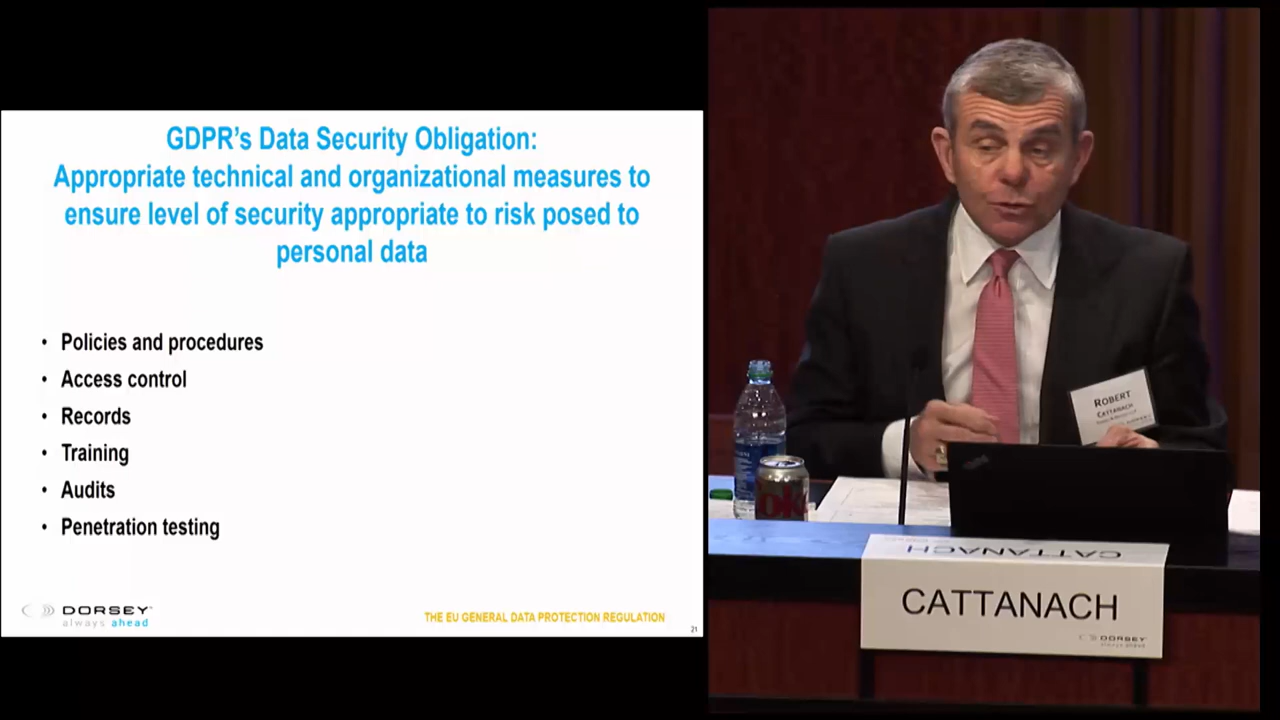 GDPR’s Data Security Obligation:
Appropriate technical and organizational measures to
ensure level of security appropriate to risk posed to
personal data
• Policies and procedures
• Access control
• Records
• Training
• Audits
• Penetration testing
DORSEY
always ahead
THE EU GENERAL DATA PROTECTION REGULATION
21
ROBERT
CATTANACH
CATTANACH
CATTANACH
DORSEY
always ahead